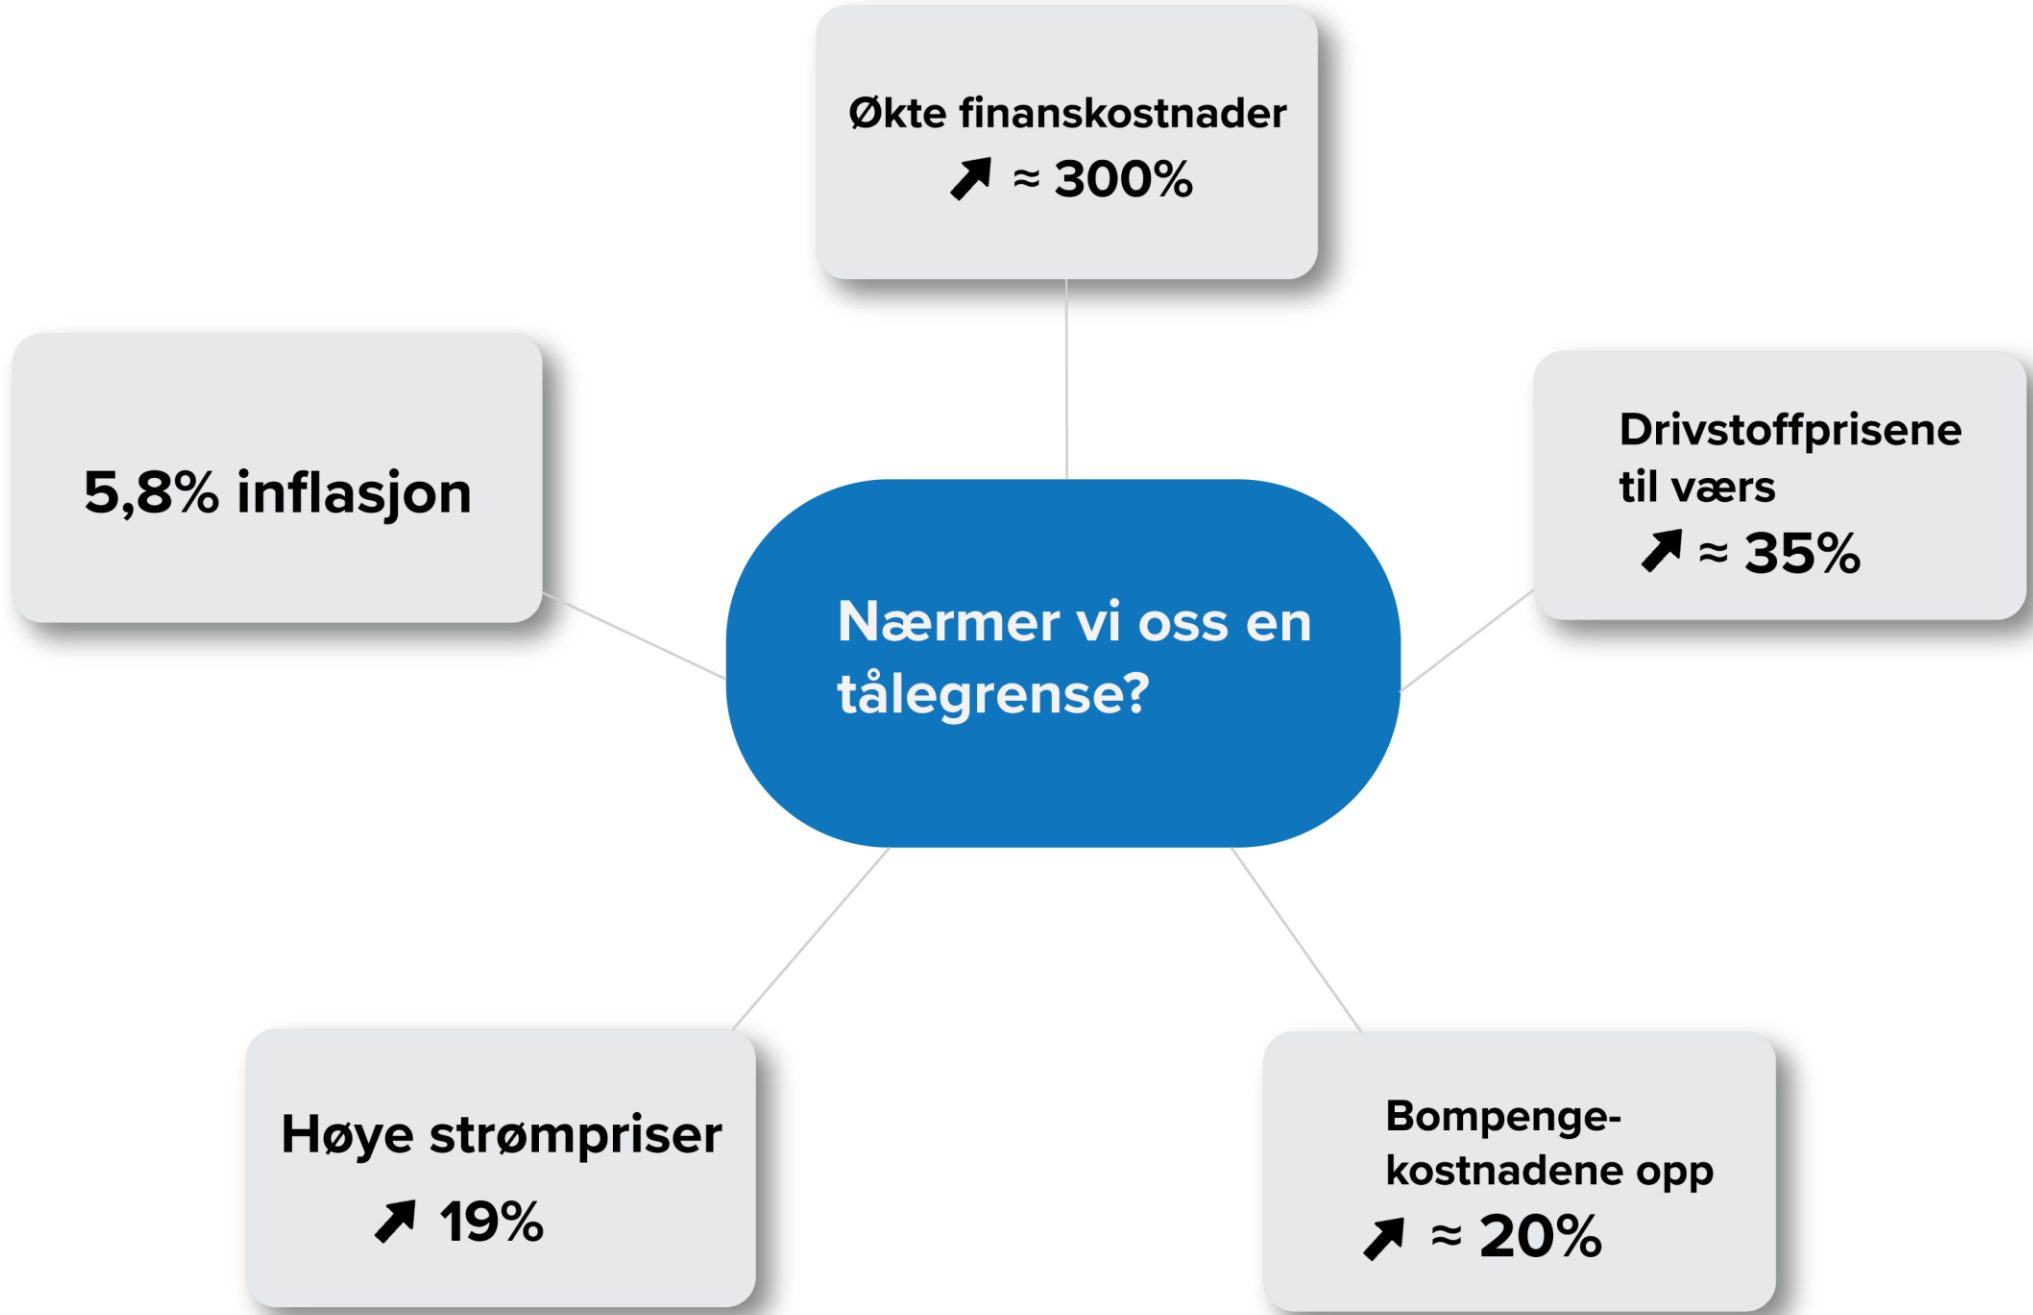 Økte finanskostnader
≈ 300%
5,8% inflasjon
Drivstoffprisene
til værs
≈ 35%
Nærmer vi oss en
tålegrense?
Høye strømpriser
19%
Bompenge-
kostnadene opp
≈ 20%